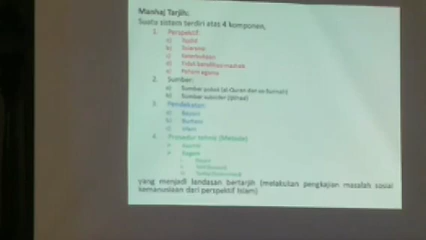 Manhaj Tarjih:
Suatu sistem terdiri atas 4 komponen,
1. Perspektif
a) Tajdid
b) Toleransi
c) Keterbukaan
d) Tidak berafiliasi mazhab
e) Paham agama
2. Sumber:
a) Sumber pokok (al-Quran dan as-Sunnah)
b) Sumber sekunder (ijtihad)
3. Pendekatan
a) Bayani
b) Burhani
c) Irfani
4. Prosedur teknis (Metode)
yang menjadi landasan bertarjih (melakukan pengkajian masalah sosial
kemanusiaan dari perspektif Islam)